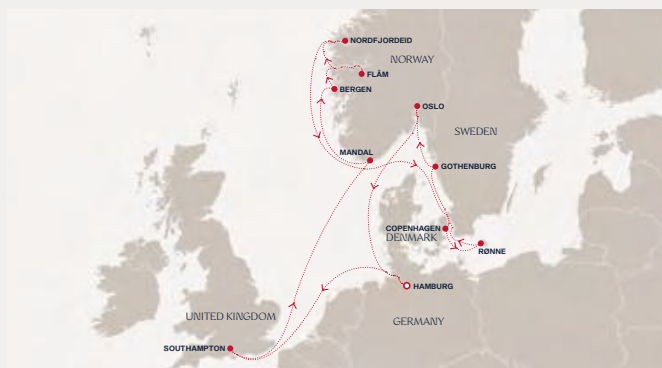 NORDFJORDEID
NORWAY
FLÅM
BERGEN
OSLO
SWEDEN
MANDAL
GOTHENBURG
COPENHAGEN
DENMARK
RØNNE
HAMBURG
UNITED KINGDOM
GERMANY
SOUTHAMPTON